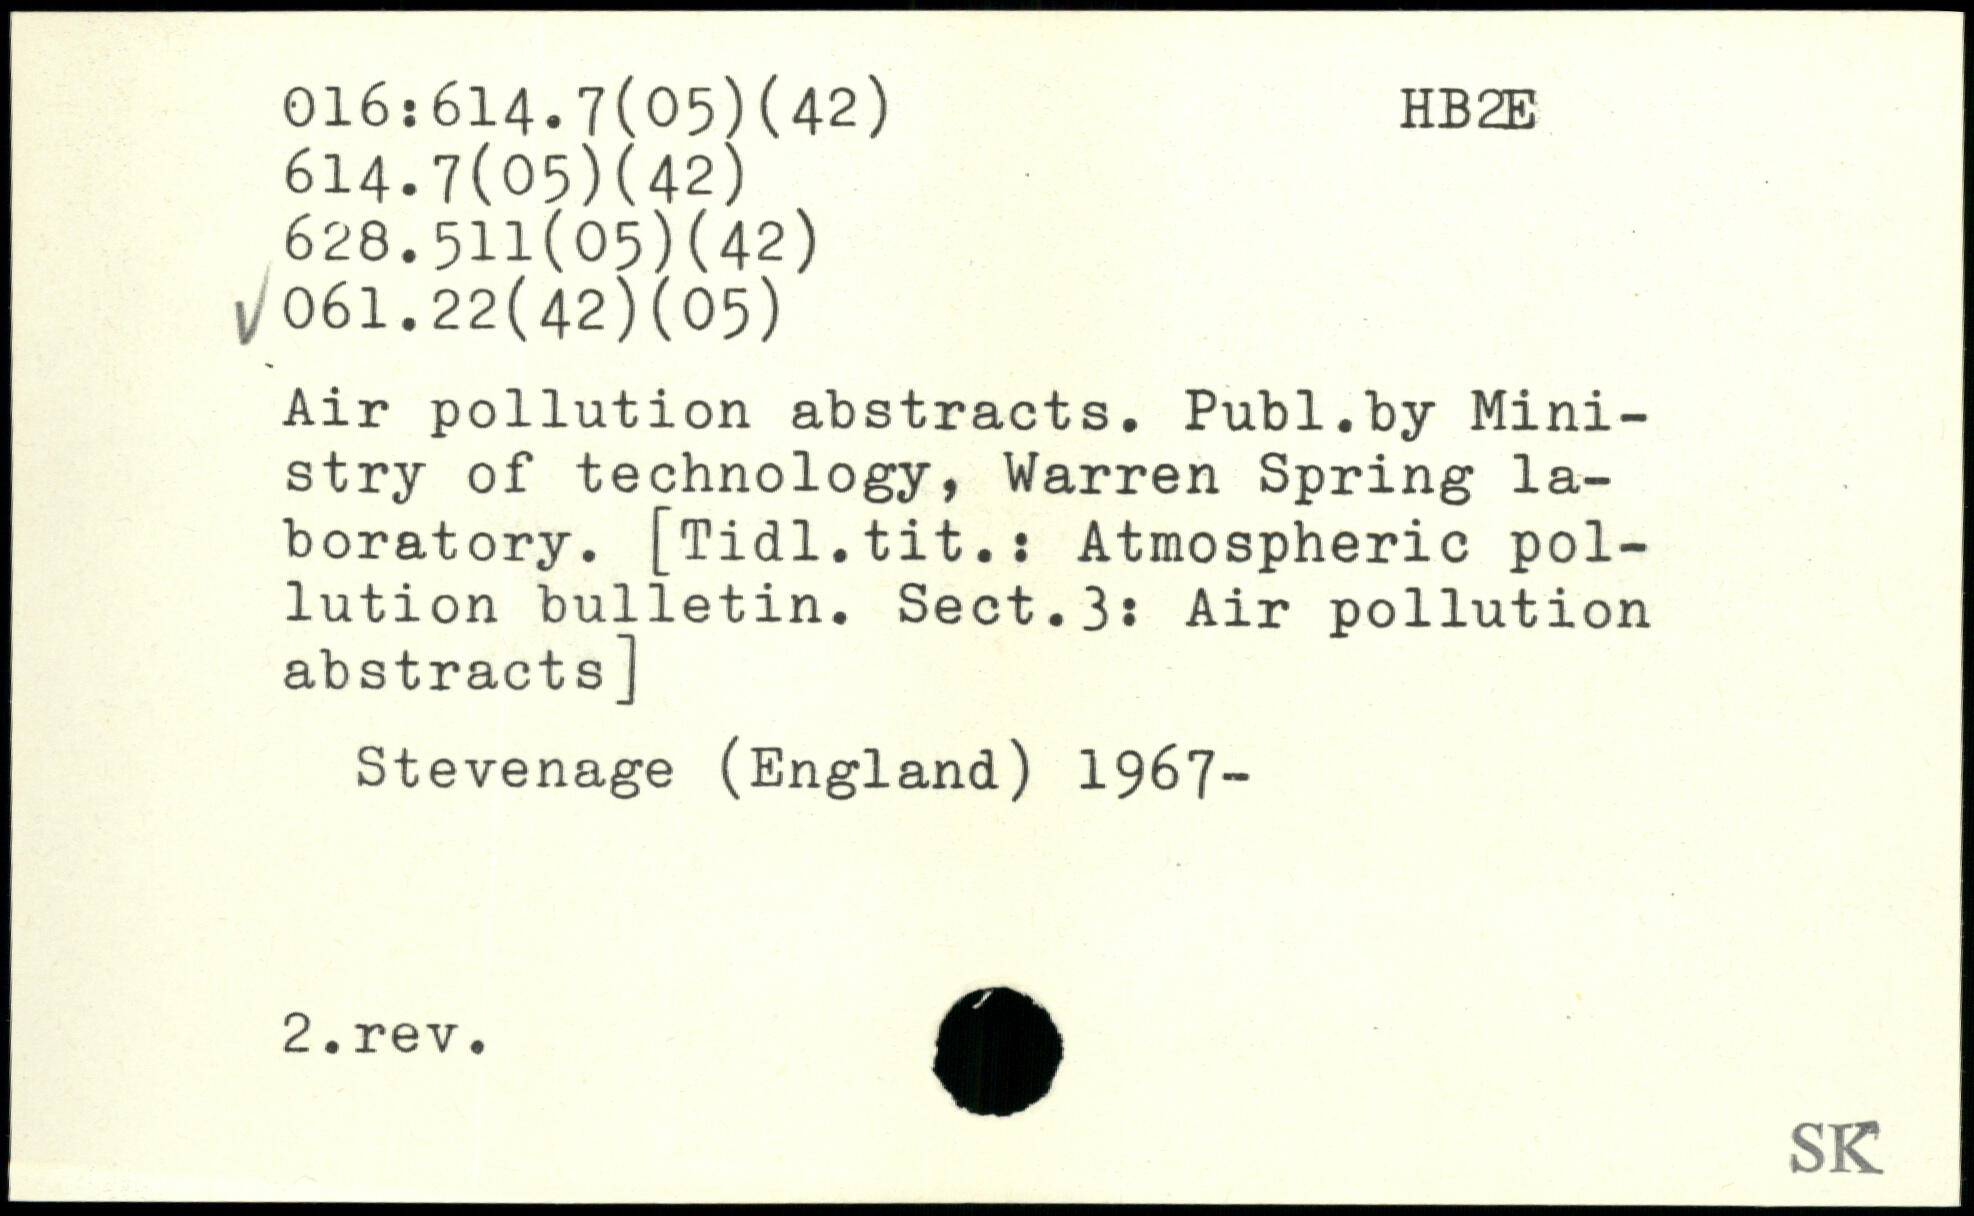 016:614.7(05)(42) HB2E
614.7(05)(42)
628.511(05)(42)
✓ 061.22(42)(05)
Air pollution abstracts. Publ.by Mini-
stry of technology, Warren Spring la-
boratory. [Tidl.tit.: Atmospheric pol-
lution bulletin. Sect.3: Air pollution
abstracts]
Stevenage (England) 1967-
2.rev.
SK